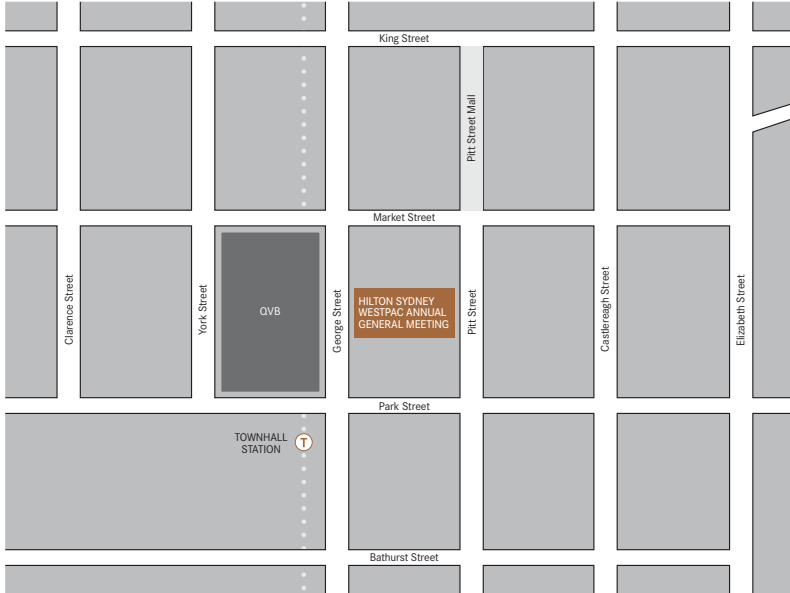 King Street
Pitt Street Mall
Market Street
Clarence Street
York Street
QVB
George Street
HILTON SYDNEY
WESTPAC ANNUAL
GENERAL MEETING
Pitt Street
Castlereagh Street
Elizabeth Street
Park Street
TOWNHALL
STATION
T
Bathurst Street